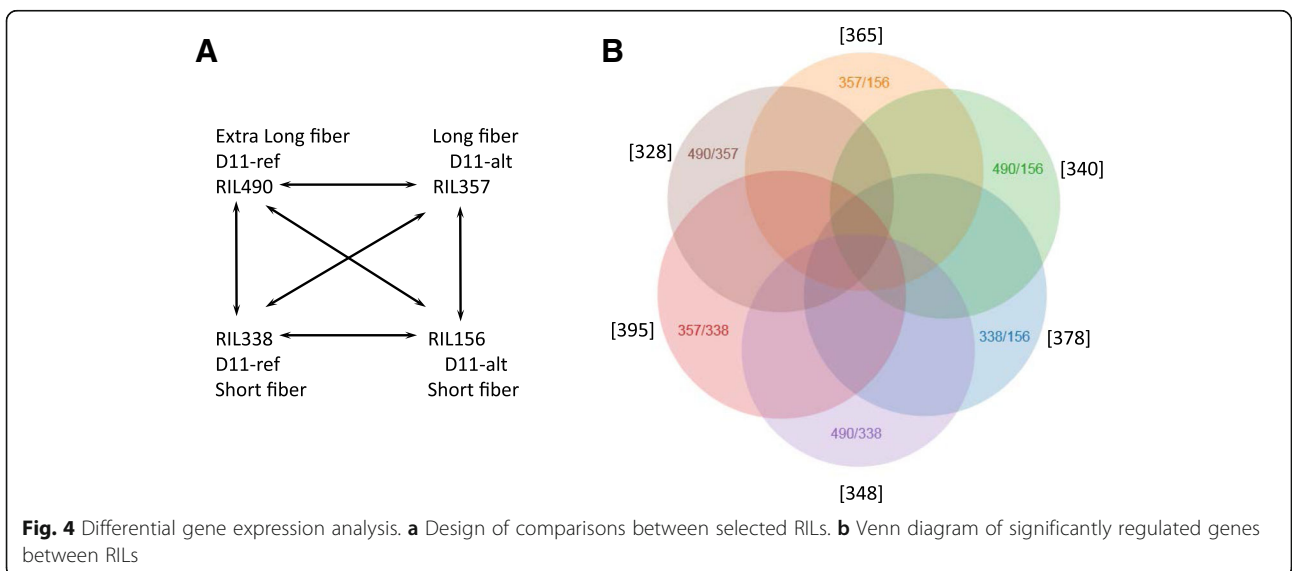 A
B
Extra Long fiber
D11-ref
RIL490
Long fiber
D11-alt
RIL357
RIL338
D11-ref
Short fiber
RIL156
D11-alt
Short fiber
[365]
357/156
[328]
490/357
490/156
[340]
[395]
357/338
338/156
[378]
490/338
[348]
Fig. 4 Differential gene expression analysis. a Design of comparisons between selected RILs. b Venn diagram of significantly regulated genes
between RILs